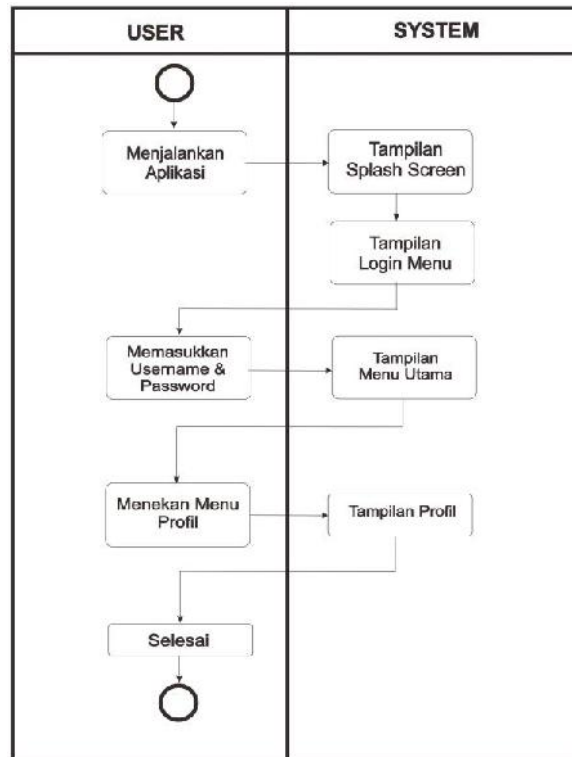 USER
SYSTEM
Menjalankan
Aplikasi
Tampilan
Splash Screen
Tampilan
Login Menu
Memasukkan
Username &
Password
Tampilan
Menu Utama
Menekan Menu
Profil
Tampilan Profil
Selesai